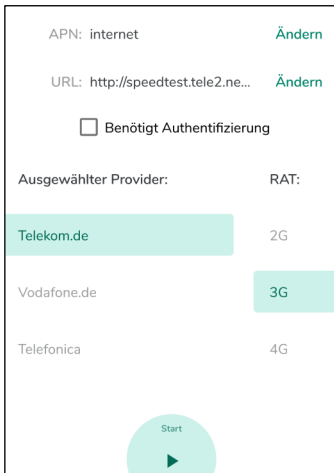 APN: internet Ändern
URL: http://speedtest.tele2.ne... Ändern
Benötigt Authentifizierung
Ausgewählter Provider: RAT:
Telekom.de 2G
Vodafone.de 3G
Telefonica 4G
Start